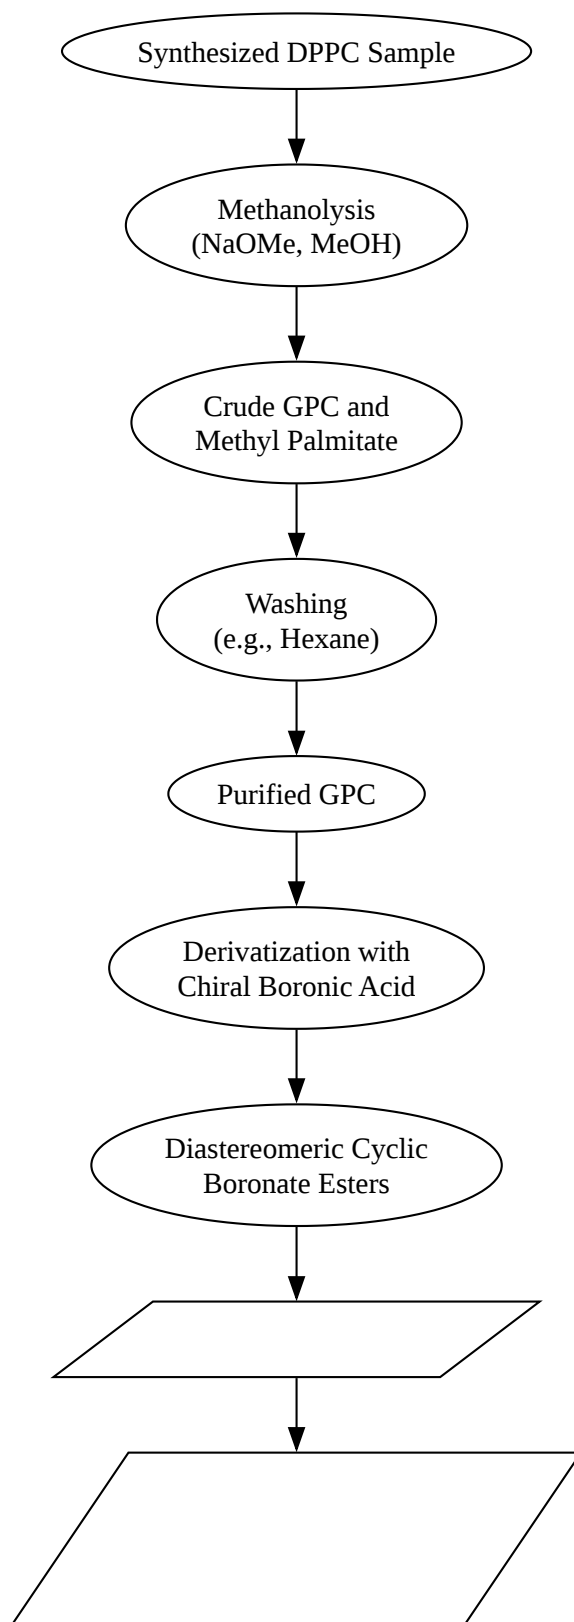 Synthesized DPPC Sample
Methanolysis
(NaOMe, MeOH)
Crude GPC and
Methyl Palmitate
Washing
(e.g., Hexane)
Purified GPC
Derivatization with
Chiral Boronic Acid
Diastereomeric Cyclic
Boronate Esters